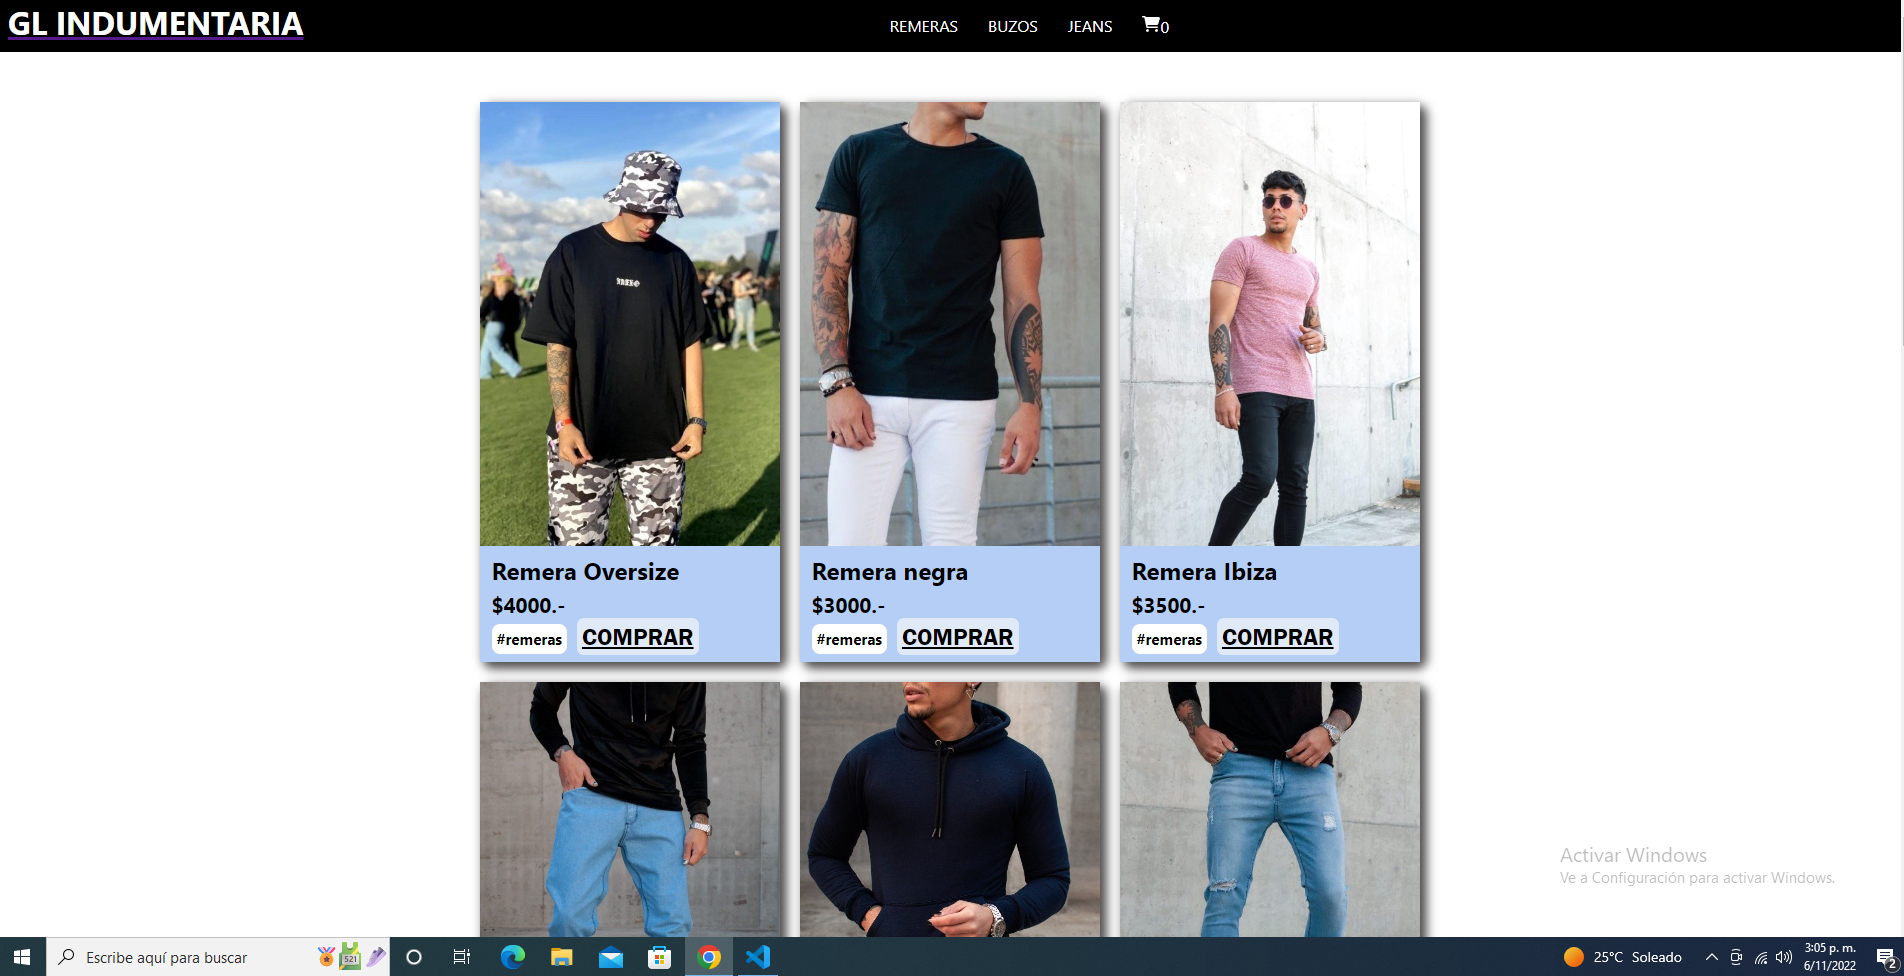 GL INDUMENTARIA
REMERAS BUZOS JEANS 0
Remera Oversize
$4000.-
#remeras COMPRAR
Remera negra
$3000.-
#remeras COMPRAR
Remera Ibiza
$3500.-
#remeras COMPRAR
Activar Windows
Ve a Configuración para activar Windows.
Escribe aquí para buscar
521
25°C Soleado
3:05 p. m.
6/11/2022
2